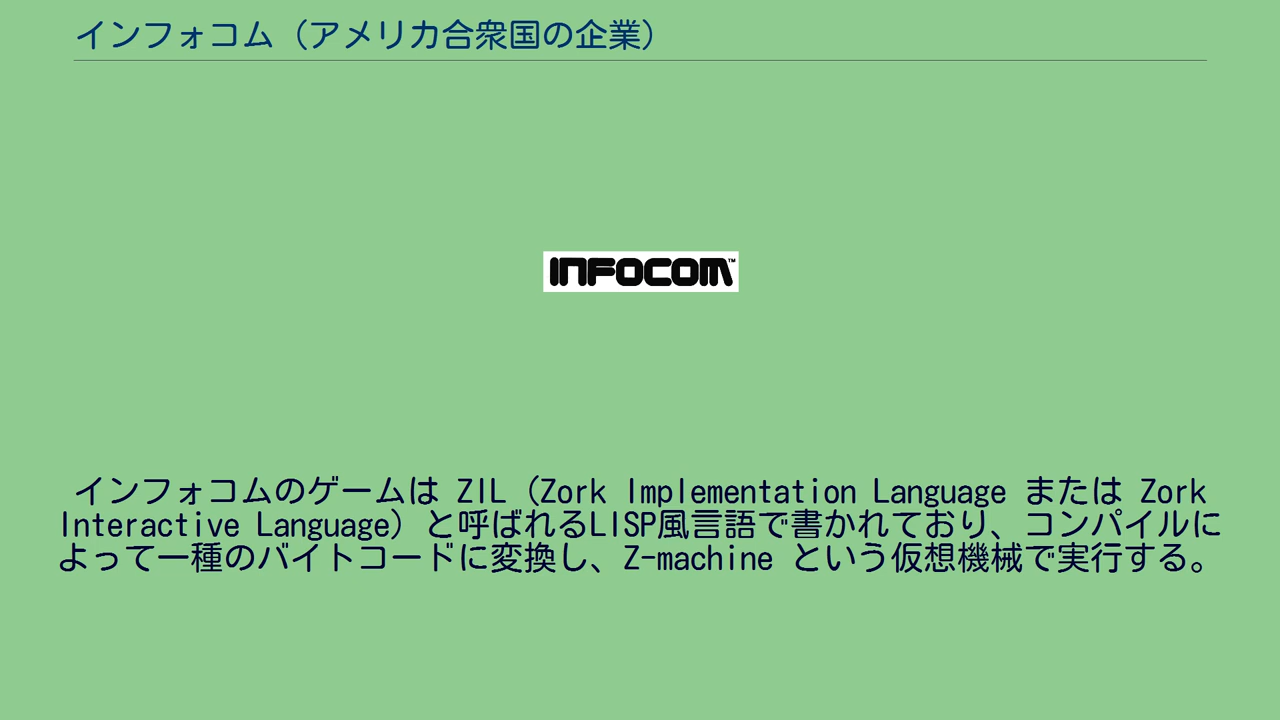 インフォコム（アメリカ合衆国の企業）
INFOCOM™
インフォコムのゲームは ZIL（Zork Implementation Language または Zork
Interactive Language）と呼ばれるLISP風言語で書かれており、コンパイルに
よって一種のバイトコードに変換し、Z-machine という仮想機械で実行する。